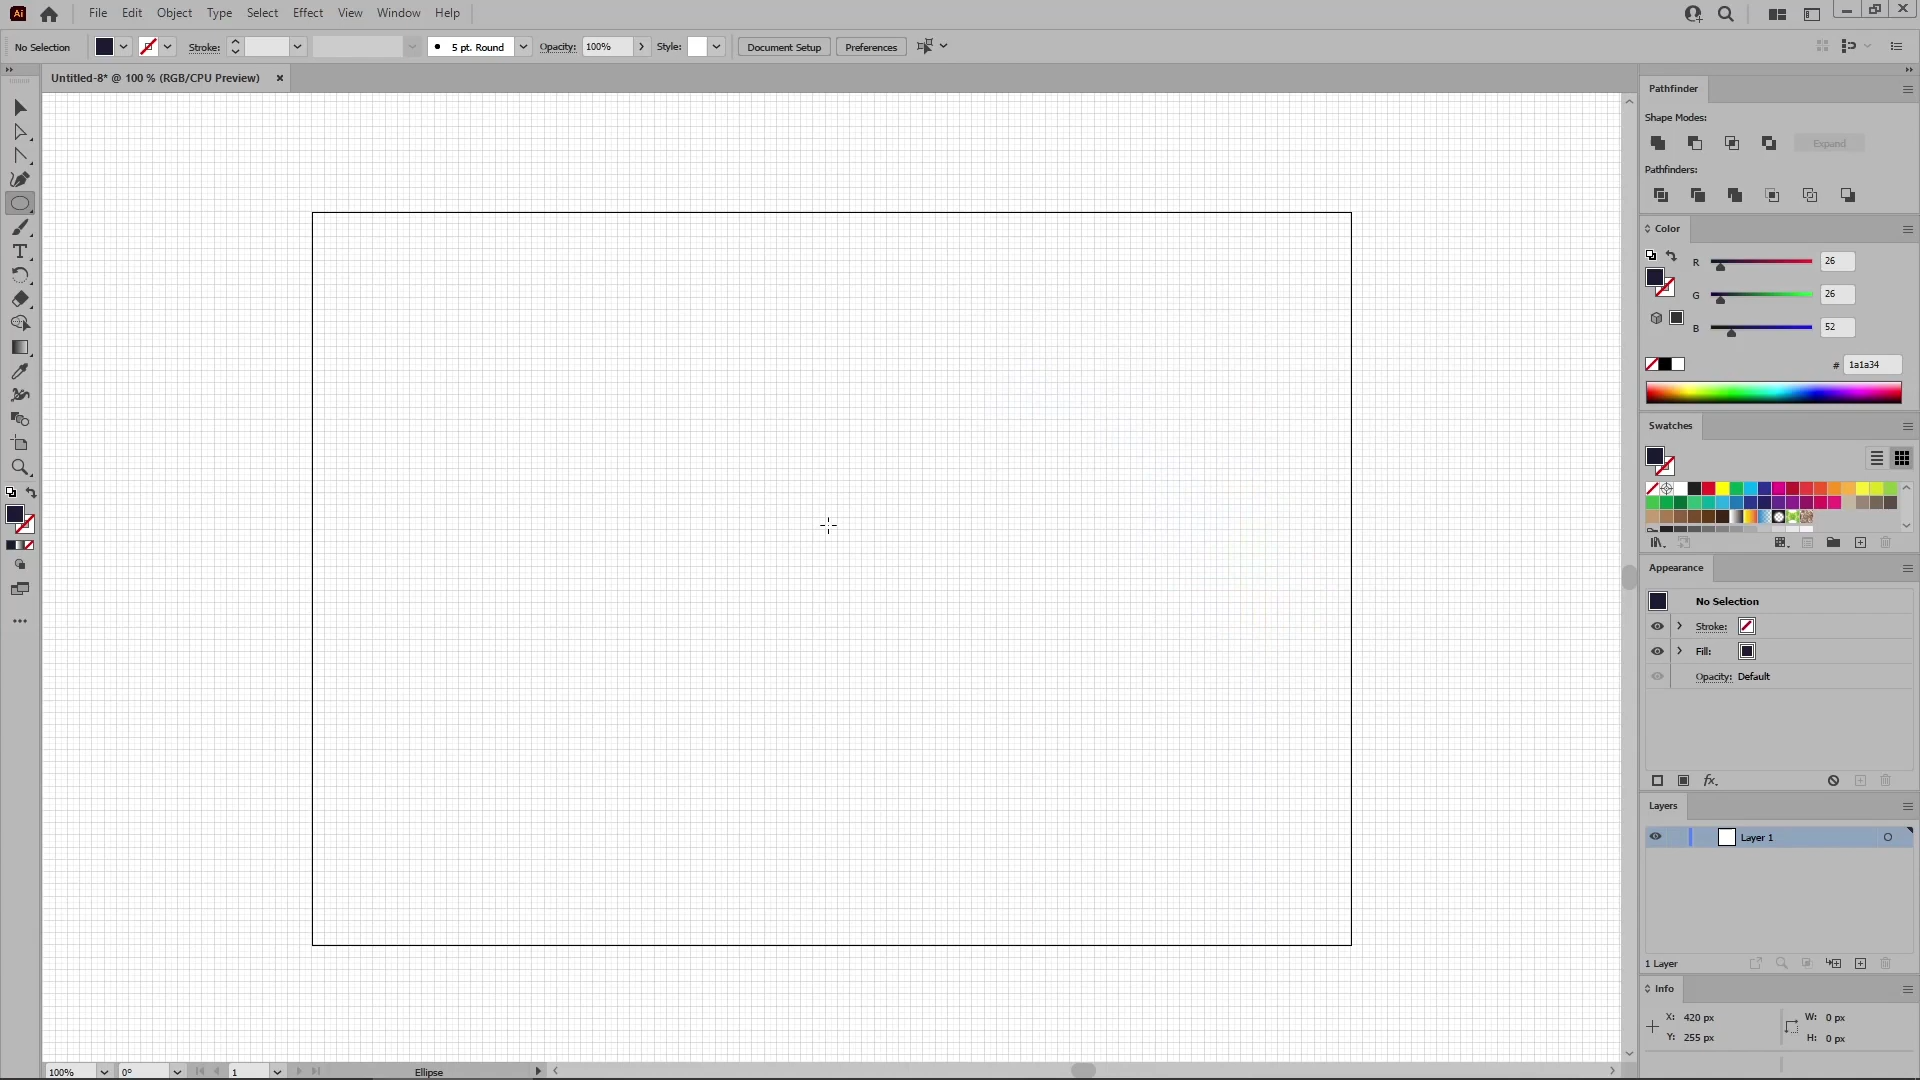 Ai File Edit Object Type Select Effect View Window Help
No Selection Stroke: 5 pt. Round Opacity: 100% Style: Document Setup Preferences
Untitled-8* @ 100 % (RGB/CPU Preview)
Pathfinder
Shape Modes:
Expand
Pathfinders:
Color
R 26
G 26
B 52
# 1a1a34
Swatches
Appearance
No Selection
Stroke:
Fill:
Opacity: Default
fx
Layers
Layer 1
1 Layer
Info
X: 420 px W: 0 px
Y: 255 px H: 0 px
100% 0° 1 Ellipse